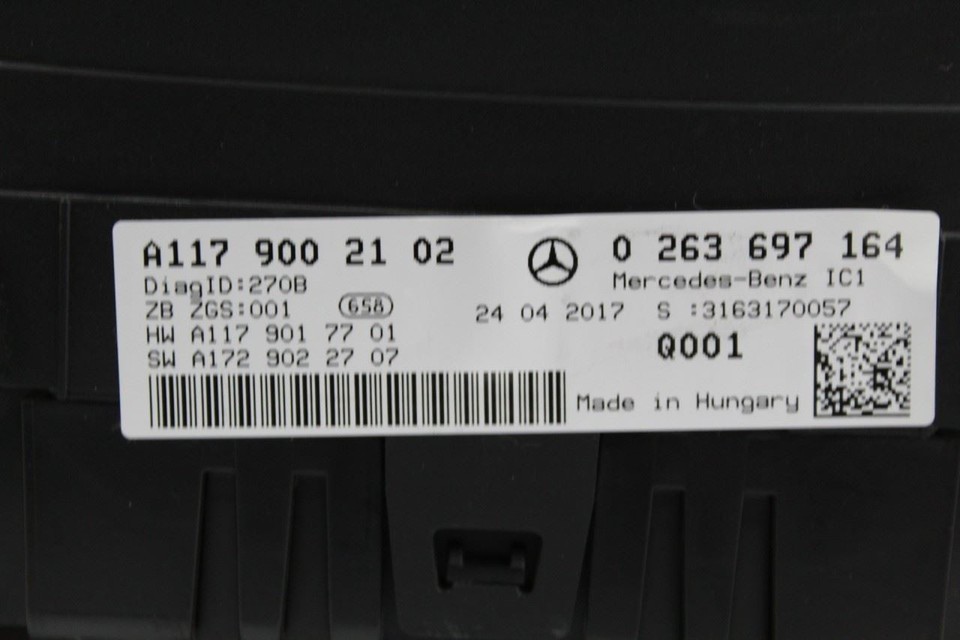 A117 900 21 02
0 263 697 164
DiagID:270B
Mercedes-Benz IC1
ZB ZGS:001 658
24 04 2017 S :3163170057
HW A117 901 77 01
Q001
SW A172 902 27 07
Made in Hungary